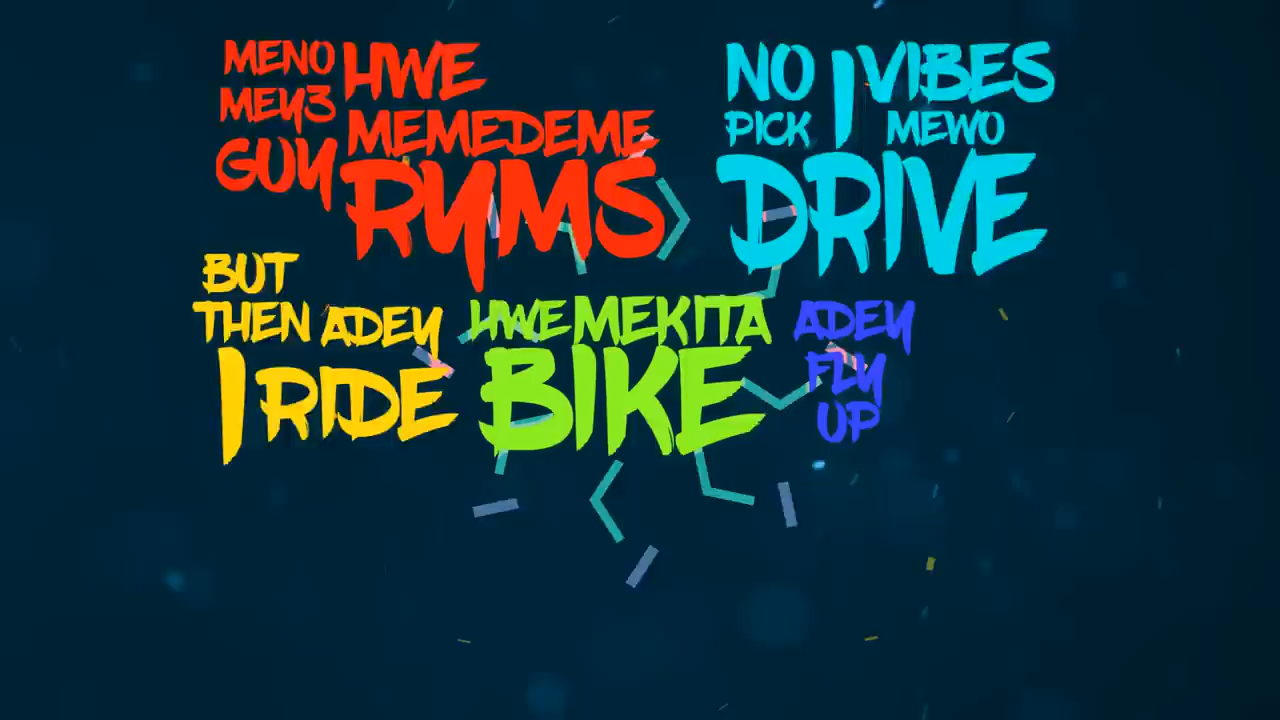 MENO
MEY3
GUY
HWE
MEMEDEME
RYMS
NO I VIBES
PICK MEWO
DRIVE
BUT
THEN ADEY
I RIDE
HWE MEKITA
BIKE
ADEY
FLY
UP